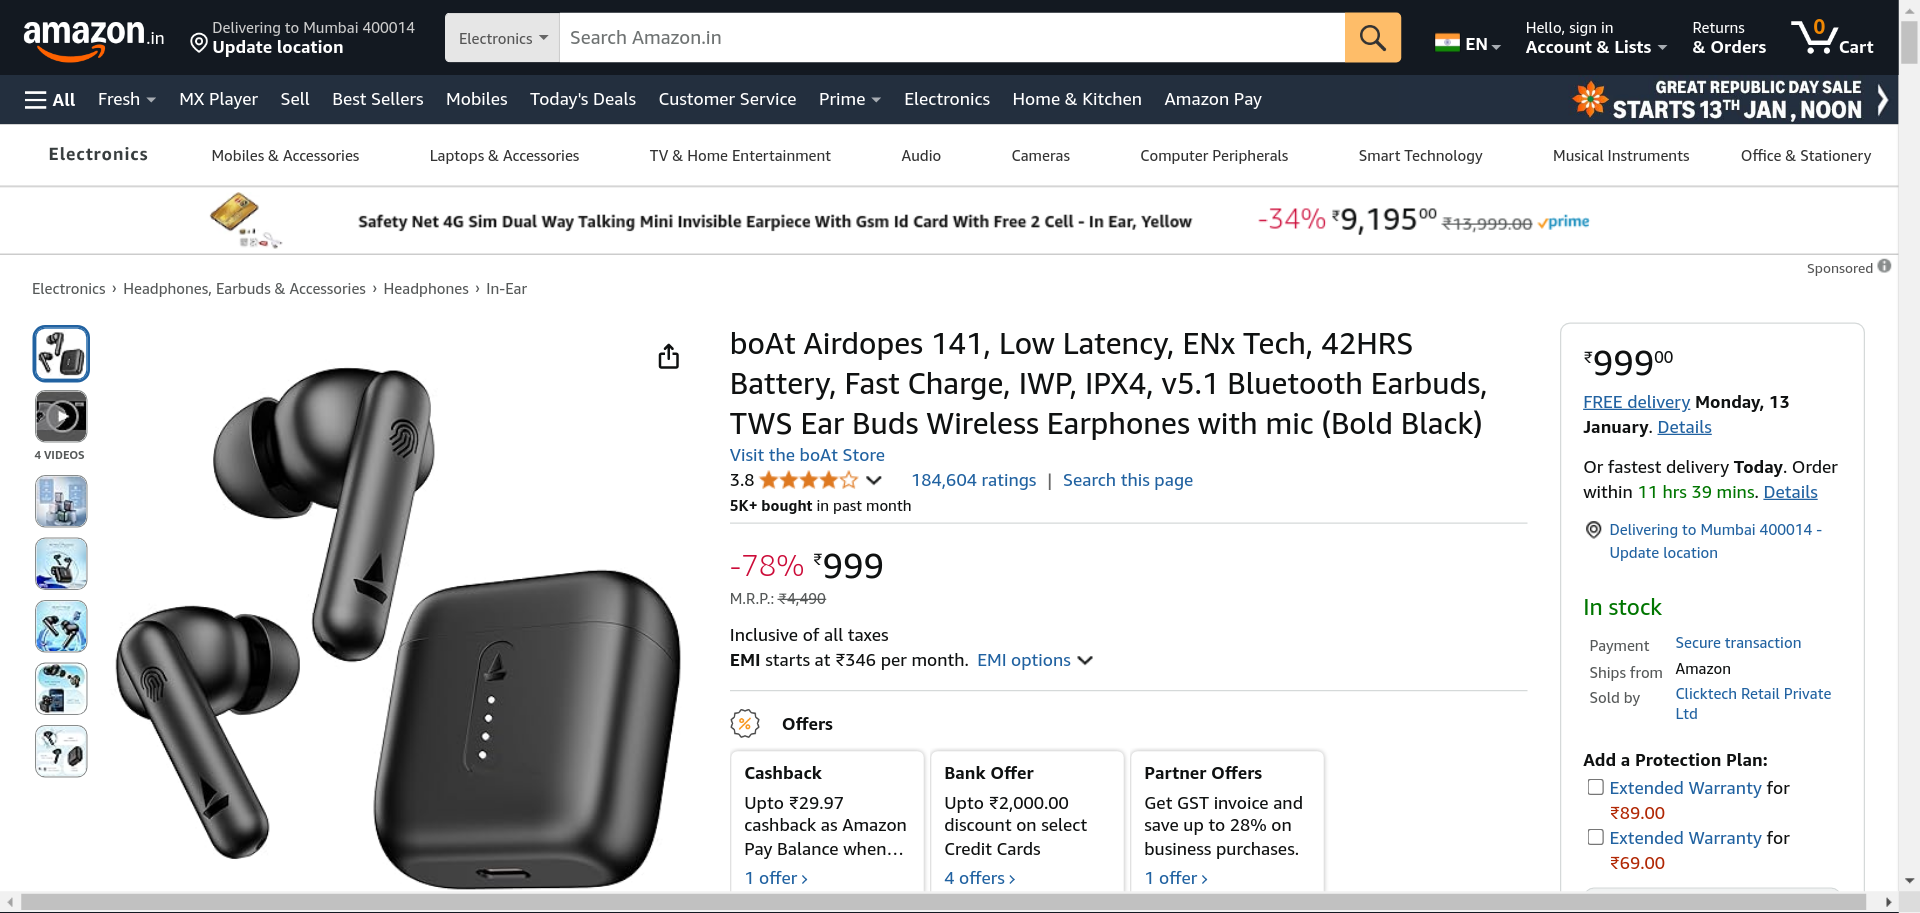 amazon.in
Delivering to Mumbai 400014
Update location
Electronics
Search Amazon.in
EN
Hello, sign in
Account & Lists
Returns
& Orders
0
Cart
All
Fresh
MX Player
Sell
Best Sellers
Mobiles
Today's Deals
Customer Service
Prime
Electronics
Home & Kitchen
Amazon Pay
GREAT REPUBLIC DAY SALE
STARTS 13TH JAN, NOON
Electronics
Mobiles & Accessories
Laptops & Accessories
TV & Home Entertainment
Audio
Cameras
Computer Peripherals
Smart Technology
Musical Instruments
Office & Stationery
Safety Net 4G Sim Dual Way Talking Mini Invisible Earpiece With Gsm Id Card With Free 2 Cell - In Ear, Yellow
-34% ₹9,19500 ₹13,999.00 prime
Sponsored
Electronics › Headphones, Earbuds & Accessories › Headphones › In-Ear
4 VIDEOS
boAt Airdopes 141, Low Latency, ENx Tech, 42HRS
Battery, Fast Charge, IWP, IPX4, v5.1 Bluetooth Earbuds,
TWS Ear Buds Wireless Earphones with mic (Bold Black)
Visit the boAt Store
3.8
184,604 ratings | Search this page
5K+ bought in past month
-78% ₹999
M.R.P.: ₹4,490
Inclusive of all taxes
EMI starts at ₹346 per month. EMI options
% Offers
Cashback
Upto ₹29.97
cashback as Amazon
Pay Balance when…
1 offer ›
Bank Offer
Upto ₹2,000.00
discount on select
Credit Cards
4 offers ›
Partner Offers
Get GST invoice and
save up to 28% on
business purchases.
1 offer ›
₹99900
FREE delivery Monday, 13
January. Details
Or fastest delivery Today. Order
within 11 hrs 39 mins. Details
Delivering to Mumbai 400014 -
Update location
In stock
Payment
Secure transaction
Ships from
Amazon
Sold by
Clicktech Retail Private
Ltd
Add a Protection Plan:
Extended Warranty for
₹89.00
Extended Warranty for
₹69.00